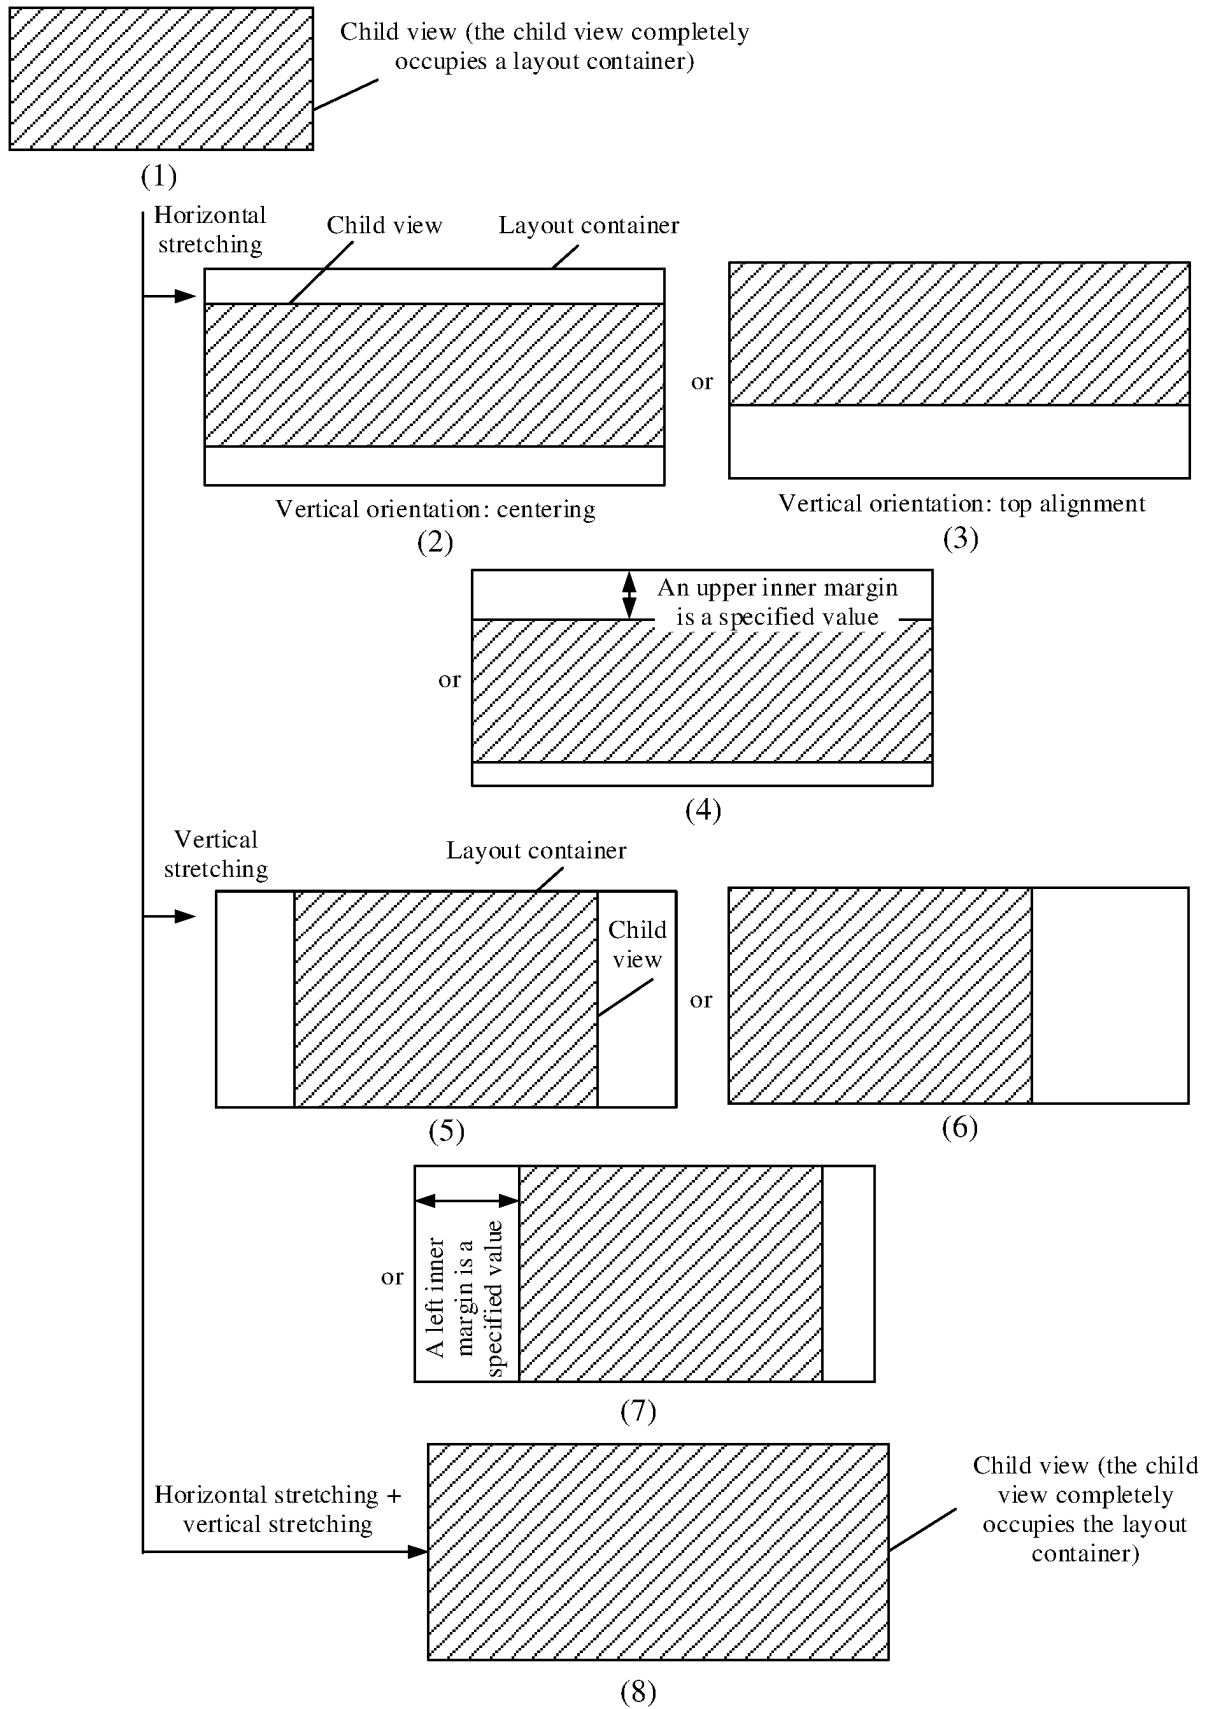 Child view (the child view completely
occupies a layout container)
(1)
Horizontal
stretching
Child view
Layout container
or
Vertical orientation: centering
(2)
Vertical orientation: top alignment
(3)
An upper inner margin
is a specified value
or
(4)
Vertical
stretching
Layout container
Child
view
or
(5)
(6)
or
A left inner
margin is a
specified value
(7)
Horizontal stretching +
vertical stretching
Child view (the child
view completely
occupies the layout
container)
(8)